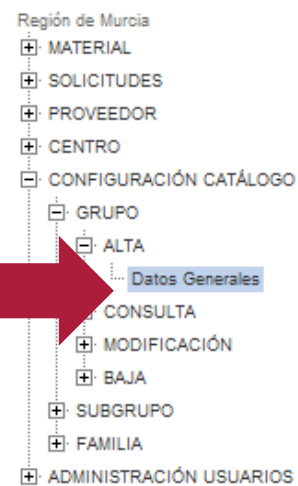 Región de Murcia
MATERIAL
SOLICITUDES
PROVEEDOR
CENTRO
CONFIGURACIÓN CATÁLOGO
GRUPO
ALTA
Datos Generales
CONSULTA
MODIFICACIÓN
BAJA
SUBGRUPO
FAMILIA
ADMINISTRACIÓN USUARIOS